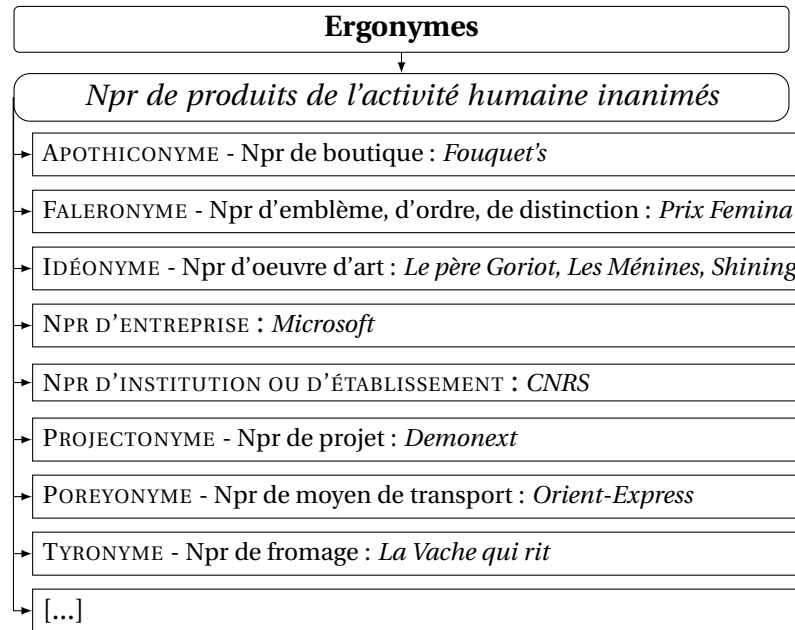 Ergonymes
Npr de produits de l'activité humaine inanimés
APOTHICONYME - Npr de boutique : Fouquet's
FALERONYME - Npr d'emblème, d'ordre, de distinction : Prix Femina
IDÉONYME - Npr d'oeuvre d'art : Le père Goriot, Les Ménines, Shining
NPR D'ENTREPRISE : Microsoft
NPR D'INSTITUTION OU D'ÉTABLISSEMENT : CNRS
PROJECTONYME - Npr de projet : Demonext
POREYONYME - Npr de moyen de transport : Orient-Express
TYRONYME - Npr de fromage : La Vache qui rit
[...]